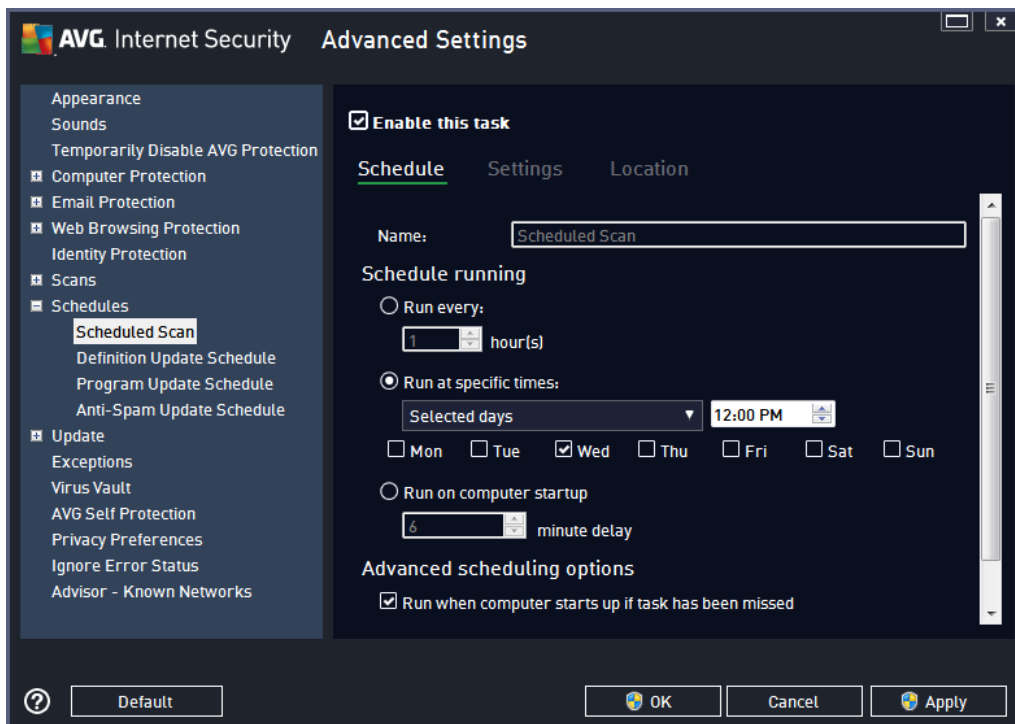 AVG. Internet Security Advanced Settings
Appearance
Sounds
Temporarily Disable AVG Protection
Computer Protection
Email Protection
Web Browsing Protection
Identity Protection
Scans
Schedules
Scheduled Scan
Definition Update Schedule
Program Update Schedule
Anti-Spam Update Schedule
Update
Exceptions
Virus Vault
AVG Self Protection
Privacy Preferences
Ignore Error Status
Advisor - Known Networks
Enable this task
Schedule Settings Location
Name: Scheduled Scan
Schedule running
Run every:
1 hour(s)
Run at specific times:
Selected days 12:00 PM
Mon Tue Wed Thu Fri Sat Sun
Run on computer startup
6 minute delay
Advanced scheduling options
Run when computer starts up if task has been missed
? Default OK Cancel Apply